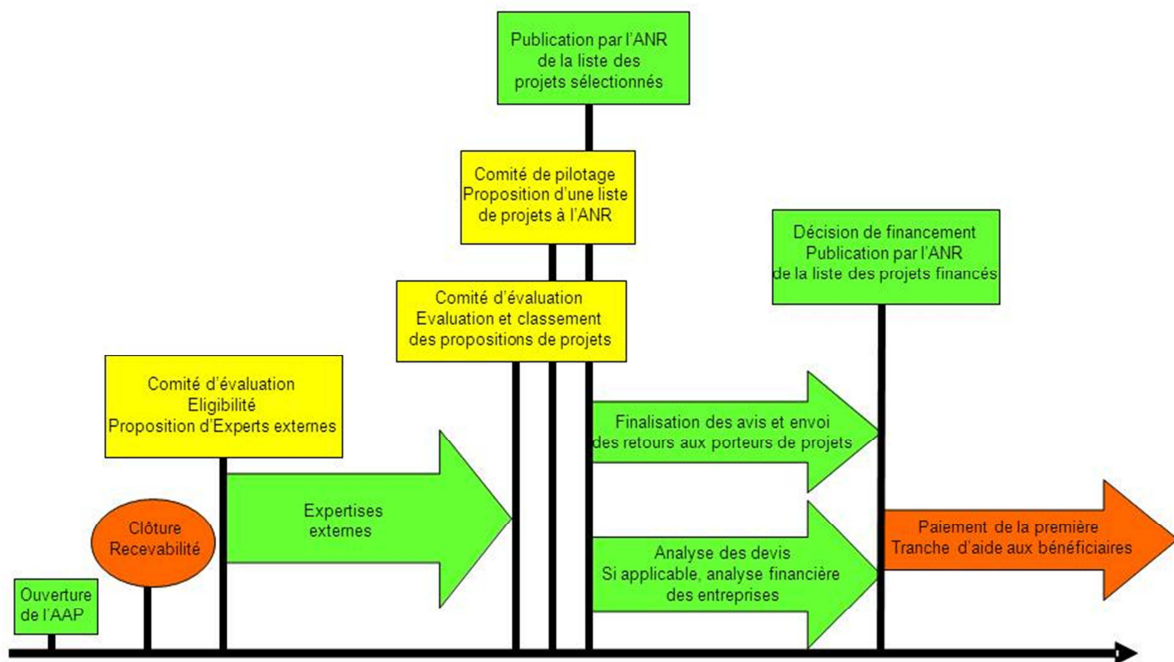 Publication par l'ANR
de la liste des
projets sélectionnés
Comité de pilotage
Proposition d'une liste
de projets à l'ANR
Décision de financement
Publication par l'ANR
de la liste des projets financés
Comité d'évaluation
Evaluation et classement
des propositions de projets
Comité d'évaluation
Eligibilité
Proposition d'Experts externes
Finalisation des avis et envoi
des retours aux porteurs de projets
Expertises
externes
Clôture
Recevabilité
Paiement de la première
Tranche d'aide aux bénéficiaires
Analyse des devis
Si applicable, analyse financière
des entreprises
Ouverture
de l'AAP